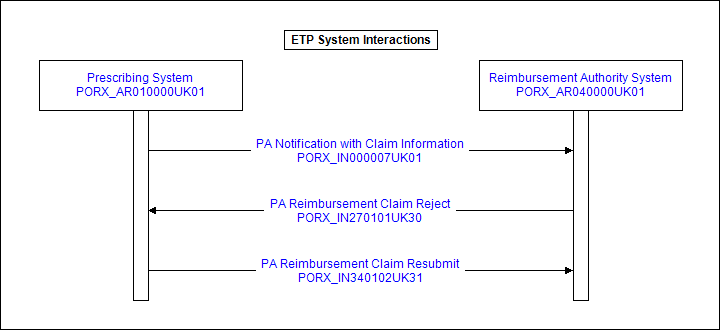 ETP System Interactions
Prescribing System
PORX_AR010000UK01
Reimbursement Authority System
PORX_AR040000UK01
PA Notification with Claim Information
PORX_IN000007UK01
PA Reimbursement Claim Reject
PORX_IN270101UK30
PA Reimbursement Claim Resubmit
PORX_IN340102UK31